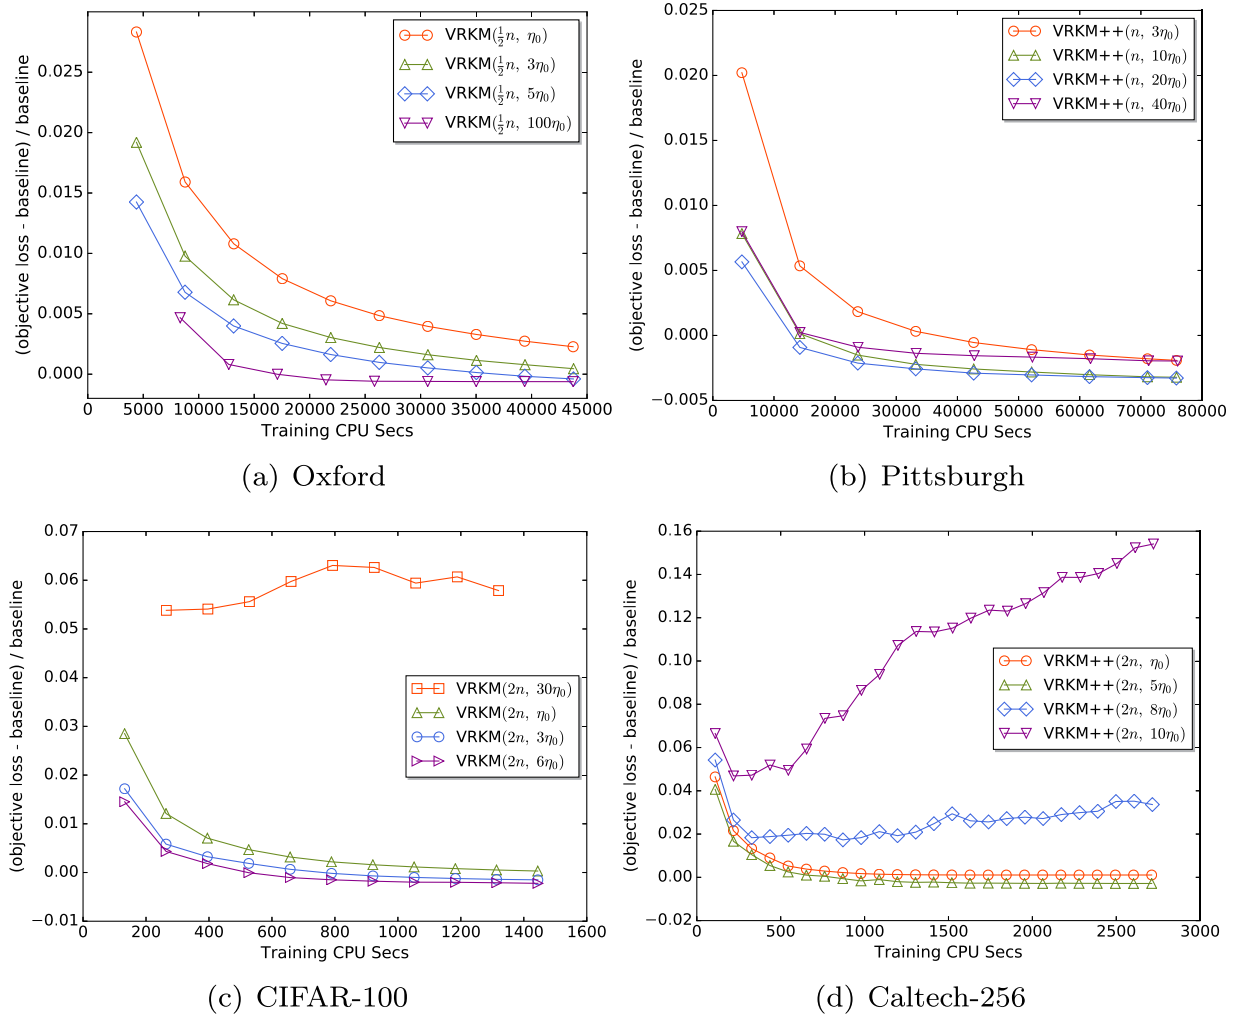 (objective loss - baseline) / baseline
0.025
0.020
0.015
0.010
0.005
0.000
VRKM(½n, η₀)
VRKM(½n, 3η₀)
VRKM(½n, 5η₀)
VRKM(½n, 100η₀)
0 5000 10000 15000 20000 25000 30000 35000 40000 45000
Training CPU Secs
(a) Oxford
(objective loss - baseline) / baseline
0.025
0.020
0.015
0.010
0.005
0.000
−0.005
VRKM++(n, 3η₀)
VRKM++(n, 10η₀)
VRKM++(n, 20η₀)
VRKM++(n, 40η₀)
0 10000 20000 30000 40000 50000 60000 70000 80000
Training CPU Secs
(b) Pittsburgh
(objective loss - baseline) / baseline
0.07
0.06
0.05
0.04
0.03
0.02
0.01
0.00
−0.01
VRKM(2n, 30η₀)
VRKM(2n, η₀)
VRKM(2n, 3η₀)
VRKM(2n, 6η₀)
0 200 400 600 800 1000 1200 1400 1600
Training CPU Secs
(c) CIFAR-100
(objective loss - baseline) / baseline
0.16
0.14
0.12
0.10
0.08
0.06
0.04
0.02
0.00
−0.02
VRKM++(2n, η₀)
VRKM++(2n, 5η₀)
VRKM++(2n, 8η₀)
VRKM++(2n, 10η₀)
0 500 1000 1500 2000 2500 3000
Training CPU Secs
(d) Caltech-256